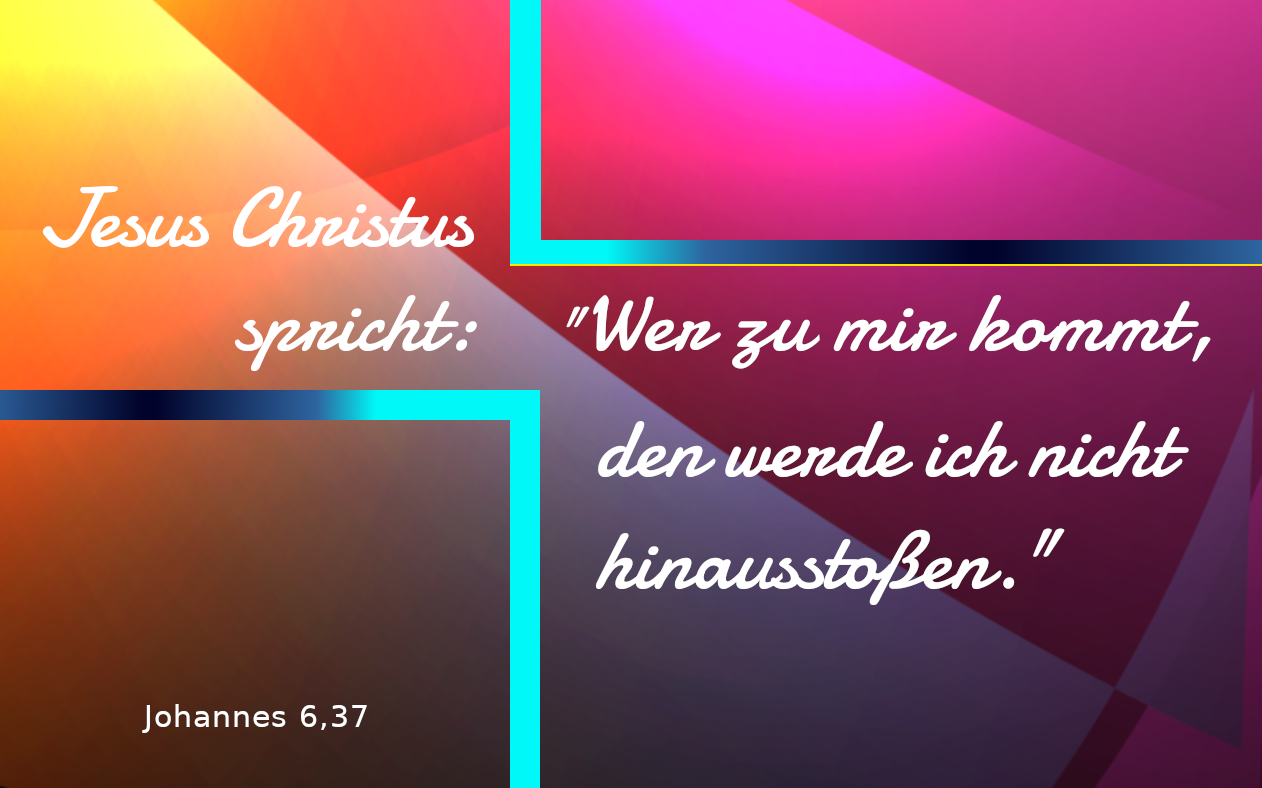 Jesus Christus
spricht:
"Wer zu mir kommt,
den werde ich nicht
hinausstoßen."
Johannes 6,37